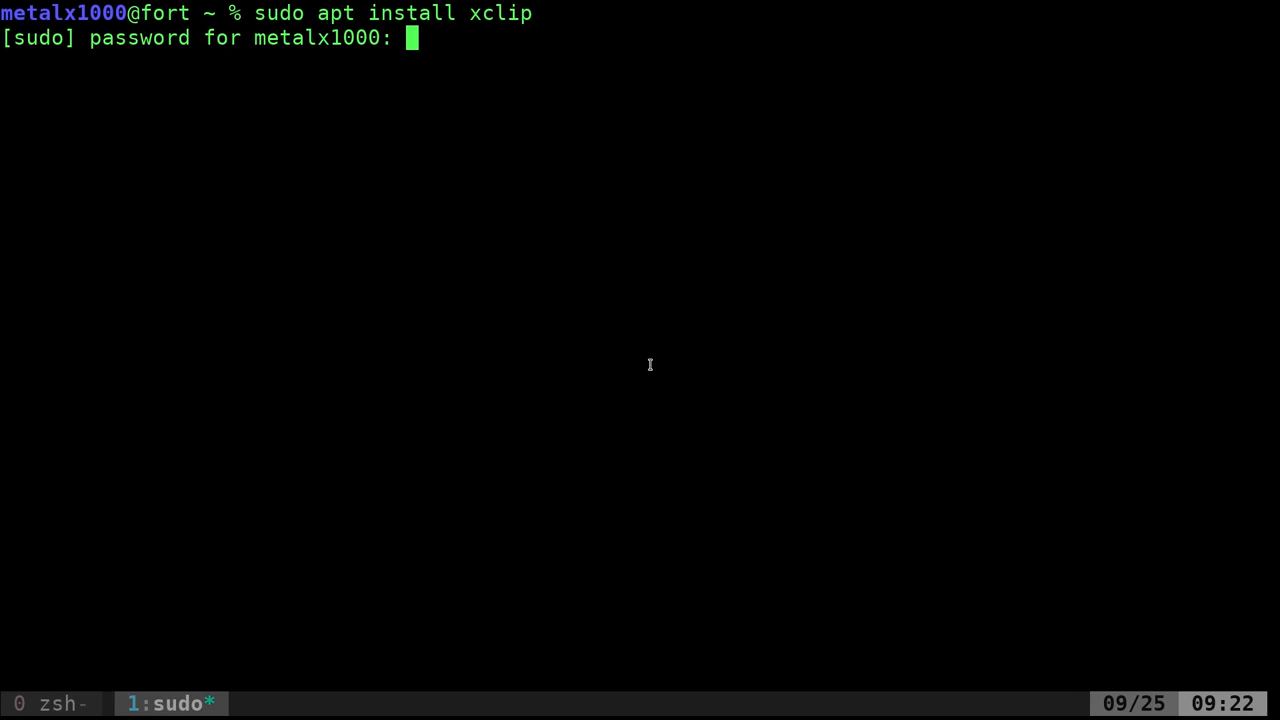 metalx1000@fort ~ % sudo apt install xclip
[sudo] password for metalx1000:
0 zsh- 1:sudo* 09/25 09:22